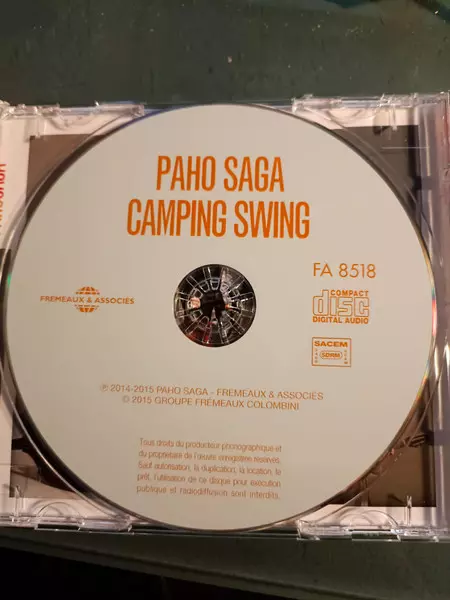 PAHO SAGA
CAMPING SWING
FA 8518
FREMEAUX & ASSOCIÉS
COMPACT
disc
DIGITAL AUDIO
SACEM
SDRM
℗ 2014-2015 PAHO SAGA - FREMEAUX & ASSOCIÉS
© 2015 GROUPE FRÉMEAUX COLOMBINI
Tous droits du producteur phonographique et
du propriétaire de l'œuvre enregistrée réservés.
Sauf autorisation, la duplication, la location, le
prêt, l'utilisation de ce disque pour exécution
publique et radiodiffusion sont interdits.